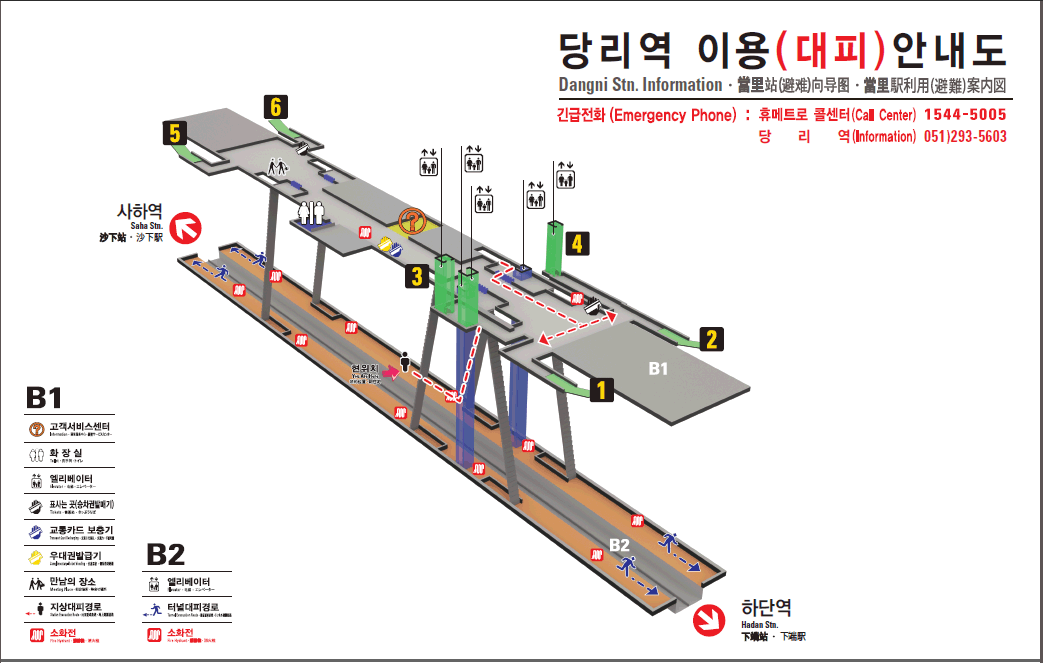 당리역 이용(대피)안내도
Dangni Stn. Information · 當里站(避难)向导图 · 當里駅利用(避難)案内図
긴급전화 (Emergency Phone) : 휴메트로 콜센터(Call Center) 1544-5005
당 리 역(Information) 051)293-5603
6
5
사하역
Saha Stn.
沙下站 · 沙下駅
3
4
2
1
B1
현위치
B2
하단역
Hadan Stn.
下端站 · 下端駅
B1
고객서비스센터
화 장 실
엘리베이터
표사는 곳(승차권발매기)
교통카드 보충기
우대권발급기
만남의 장소
지상대피경로
소화전
B2
엘리베이터
터널대피경로
소화전